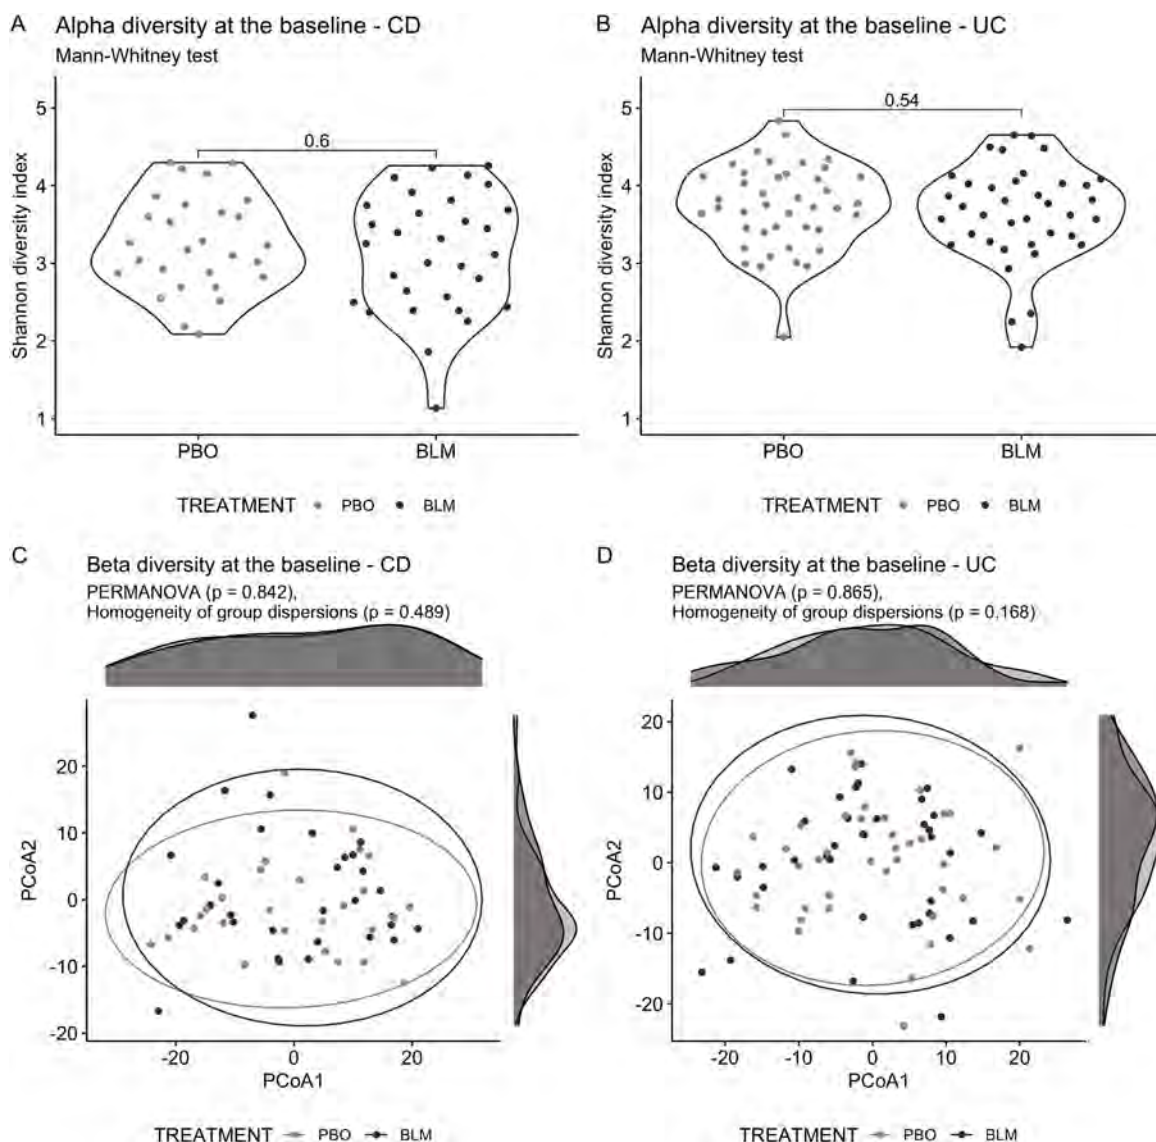 A
Alpha diversity at the baseline - CD
Mann-Whitney test
Shannon diversity index
5
4
3
2
1
0.6
PBO
BLM
TREATMENT PBO BLM
B
Alpha diversity at the baseline - UC
Mann-Whitney test
Shannon diversity index
5
4
3
2
1
0.54
PBO
BLM
TREATMENT PBO BLM
C
Beta diversity at the baseline - CD
PERMANOVA (p = 0.842),
Homogeneity of group dispersions (p = 0.489)
PCoA2
20
10
0
-10
-20
-20 0 20
PCoA1
TREATMENT PBO BLM
D
Beta diversity at the baseline - UC
PERMANOVA (p = 0.865),
Homogeneity of group dispersions (p = 0.168)
PCoA2
20
10
0
-10
-20
-20 -10 0 10 20
PCoA1
TREATMENT PBO BLM